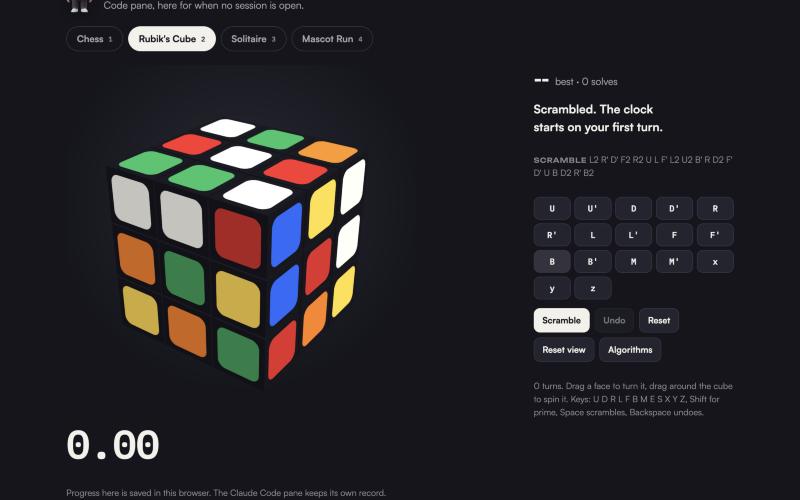 Code pane, here for when no session is open.
Chess 1
Rubik's Cube 2
Solitaire 3
Mascot Run 4
-- best · 0 solves
Scrambled. The clock
starts on your first turn.
SCRAMBLE L2 R' D' F2 R2 U L F' L2 U2 B' R D2 F'
D' U B D2 R' B2
U U' D D' R
R' L L' F F'
B B' M M' x
y z
Scramble Undo Reset
Reset view Algorithms
0 turns. Drag a face to turn it, drag around the cube
to spin it. Keys: U D R L F B M E S X Y Z, Shift for
prime, Space scrambles, Backspace undoes.
0.00
Progress here is saved in this browser. The Claude Code pane keeps its own record.